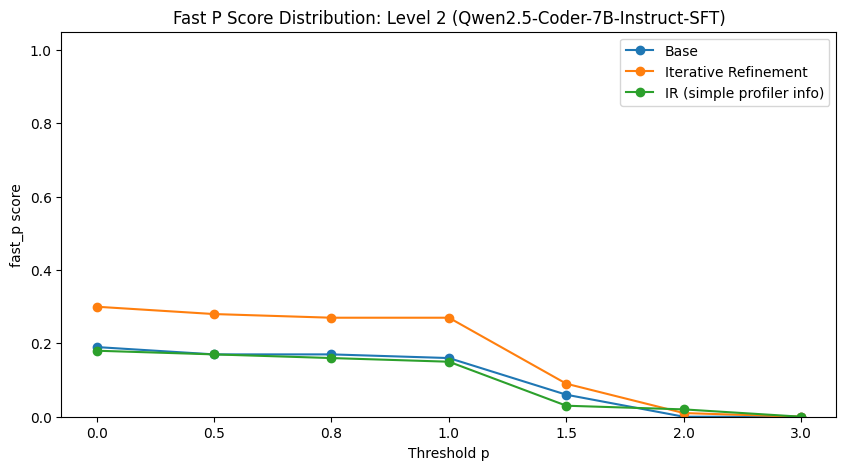 Fast P Score Distribution: Level 2 (Qwen2.5-Coder-7B-Instruct-SFT)
Base
Iterative Refinement
IR (simple profiler info)
fast_p score
1.0
0.8
0.6
0.4
0.2
0.0
0.0 0.5 0.8 1.0 1.5 2.0 3.0
Threshold p